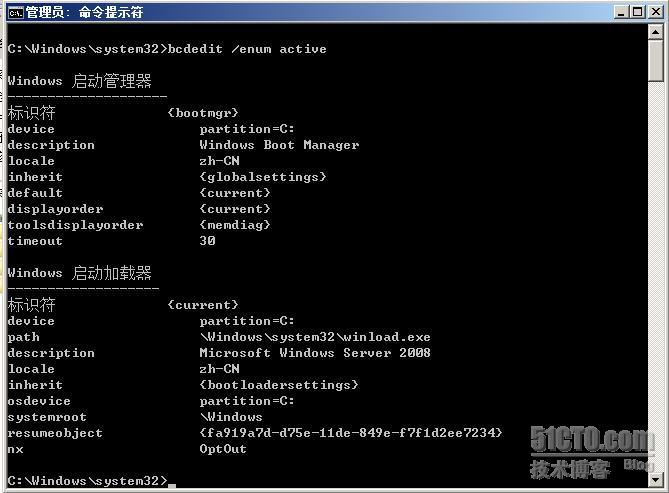 管理员: 命令提示符
C:\Windows\system32>bcdedit /enum active
Windows 启动管理器
--------------------
标识符 {bootmgr}
device partition=C:
description Windows Boot Manager
locale zh-CN
inherit {globalsettings}
default {current}
displayorder {current}
toolsdisplayorder {memdiag}
timeout 30
Windows 启动加载器
-------------------
标识符 {current}
device partition=C:
path \Windows\system32\winload.exe
description Microsoft Windows Server 2008
locale zh-CN
inherit {bootloadersettings}
osdevice partition=C:
systemroot \Windows
resumeobject {fa919a7d-d75e-11de-849e-f7f1d2ee7234}
nx OptOut
C:\Windows\system32>_
51CTO.com
技术博客 Blog